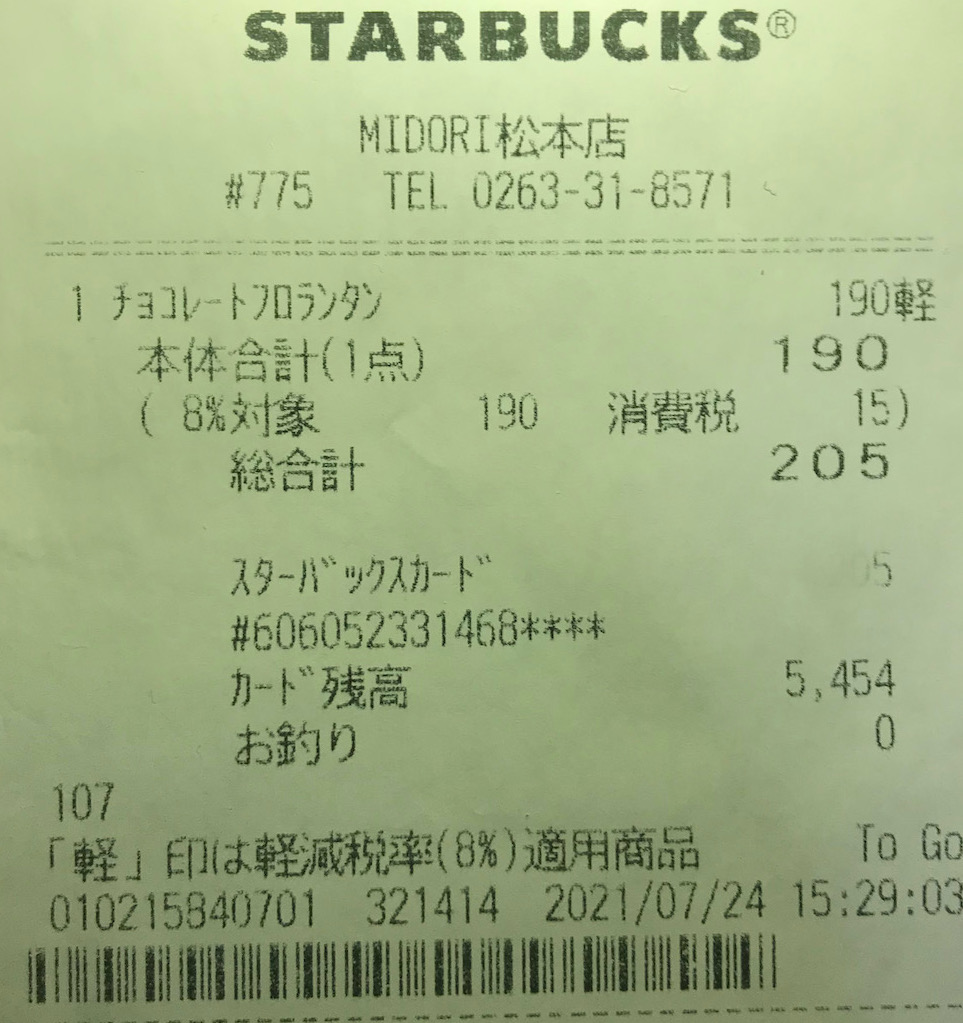 STARBUCKS®
MIDORI松本店
#775 TEL 0263-31-8571
1 チョコレートフロランタン 190軽
本体合計(1点) 190
( 8%対象 190 消費税 15)
総合計 205
スターバックスカード
#606052331468****
カード残高 5,454
お釣り 0
107
「軽」印は軽減税率(8%)適用商品 To Go
010215840701 321414 2021/07/24 15:29:03